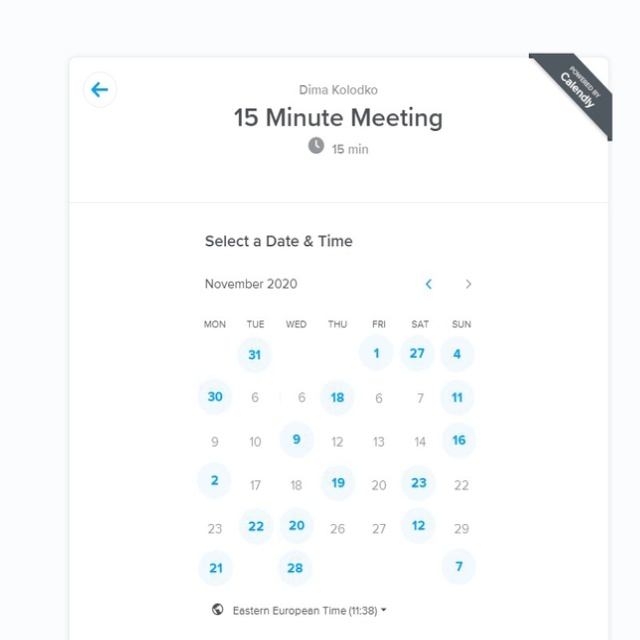 POWERED BY
Calendly
Dima Kolodko
15 Minute Meeting
15 min
Select a Date & Time
November 2020
MON TUE WED THU FRI SAT SUN
31 1 27 4
30 6 6 18 6 7 11
9 10 9 12 13 14 16
2 17 18 19 20 23 22
23 22 20 26 27 12 29
21 28 7
Eastern European Time (11:38)